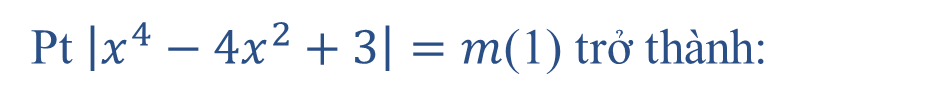 Pt |x⁴ − 4x² + 3| = m(1) trở thành: